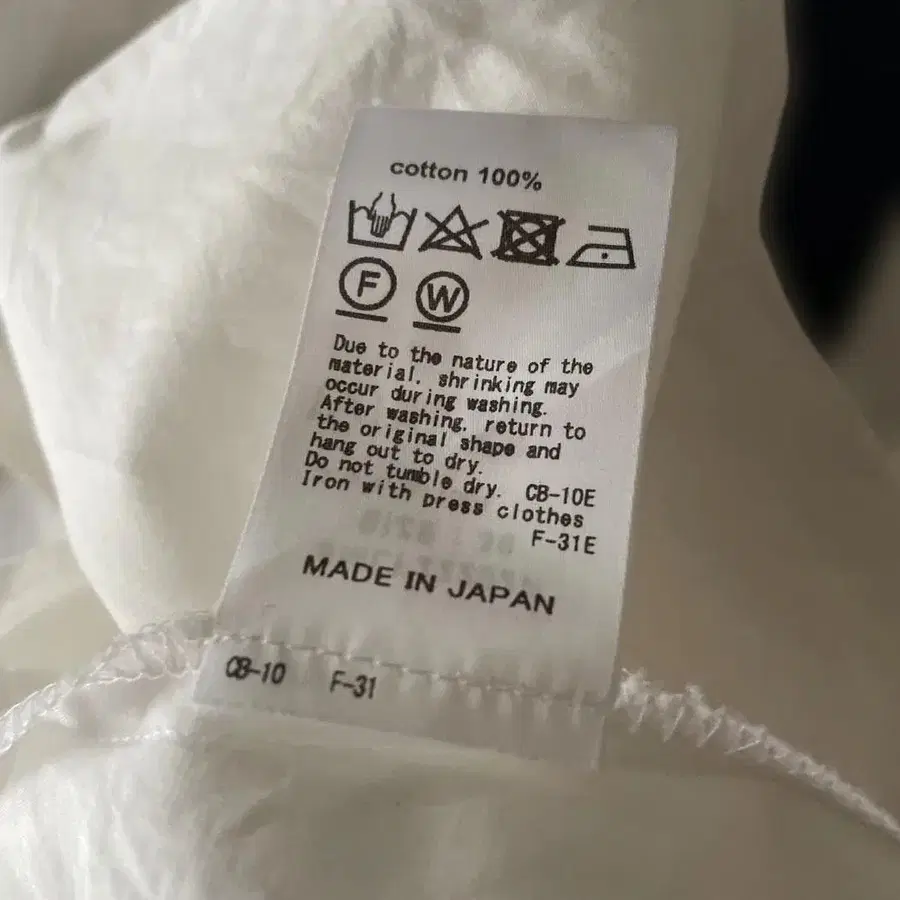 cotton 100%
F W
Due to the nature of the
material, shrinking may
occur during washing.
After washing, return to
the original shape and
hang out to dry.
Do not tumble dry. CB-10E
Iron with press clothes
F-31E
MADE IN JAPAN
CB-10 F-31